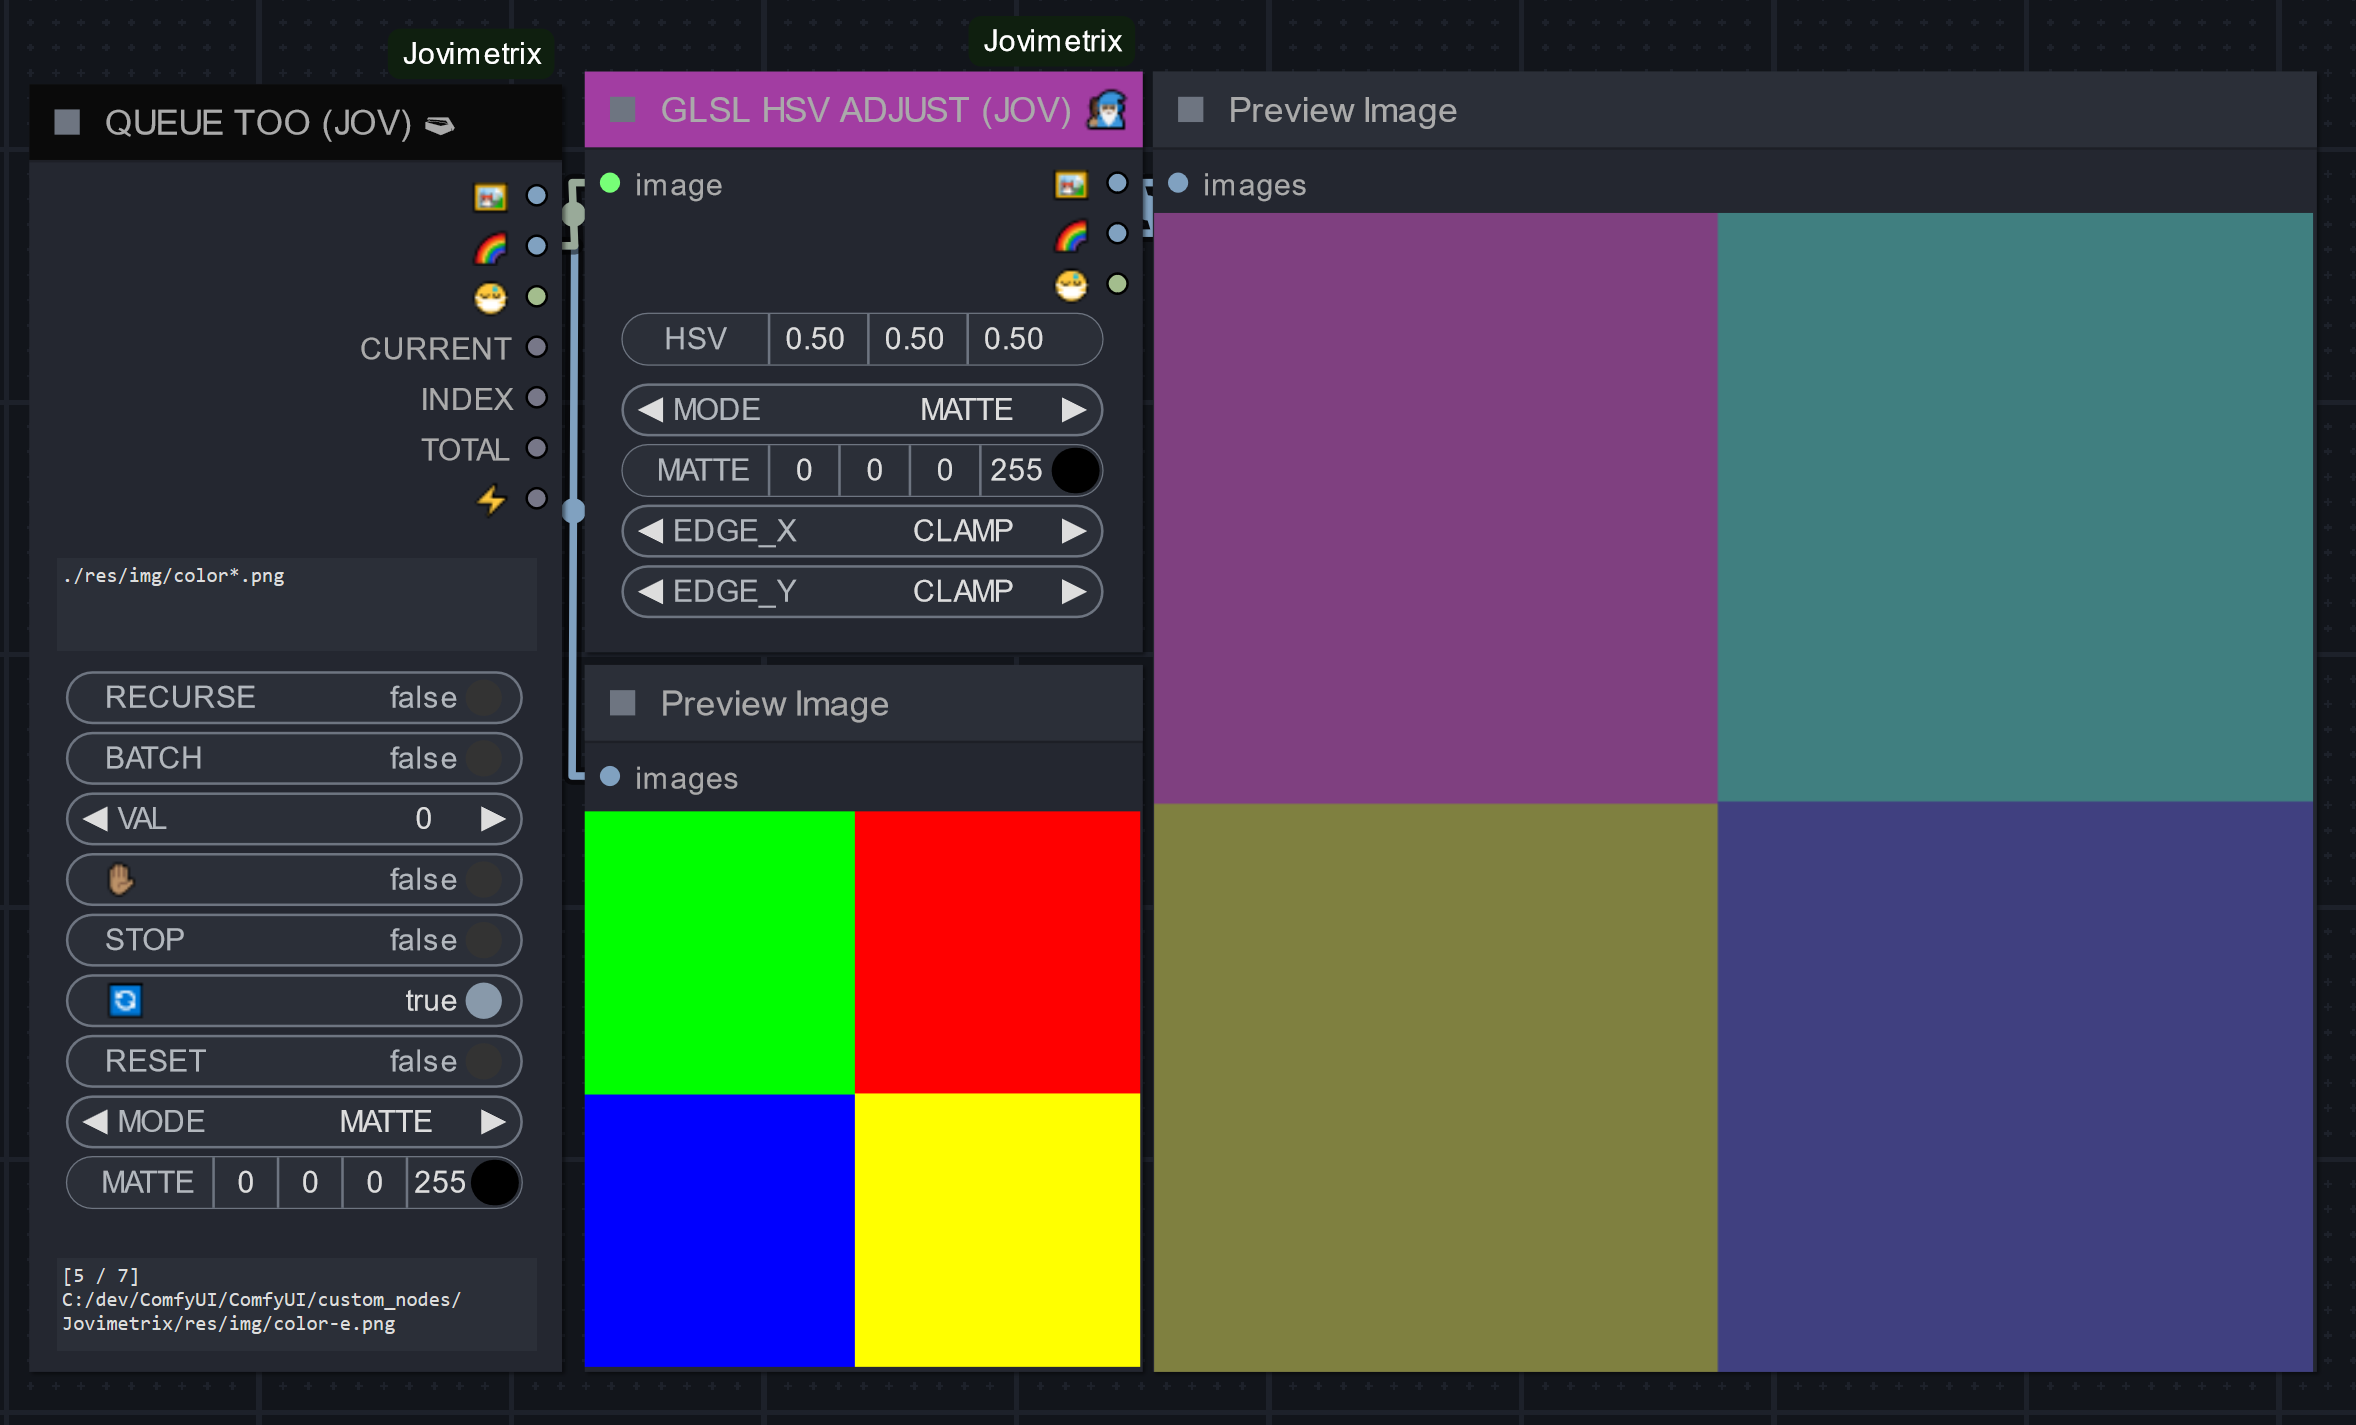 Jovimetrix
QUEUE TOO (JOV)
CURRENT
INDEX
TOTAL
./res/img/color*.png
RECURSE false
BATCH false
VAL 0
false
STOP false
true
RESET false
MODE MATTE
MATTE 0 0 0 255
[5 / 7]
C:/dev/ComfyUI/ComfyUI/custom_nodes/
Jovimetrix/res/img/color-e.png
Jovimetrix
GLSL HSV ADJUST (JOV)
image
HSV 0.50 0.50 0.50
MODE MATTE
MATTE 0 0 0 255
EDGE_X CLAMP
EDGE_Y CLAMP
Preview Image
images
Preview Image
images